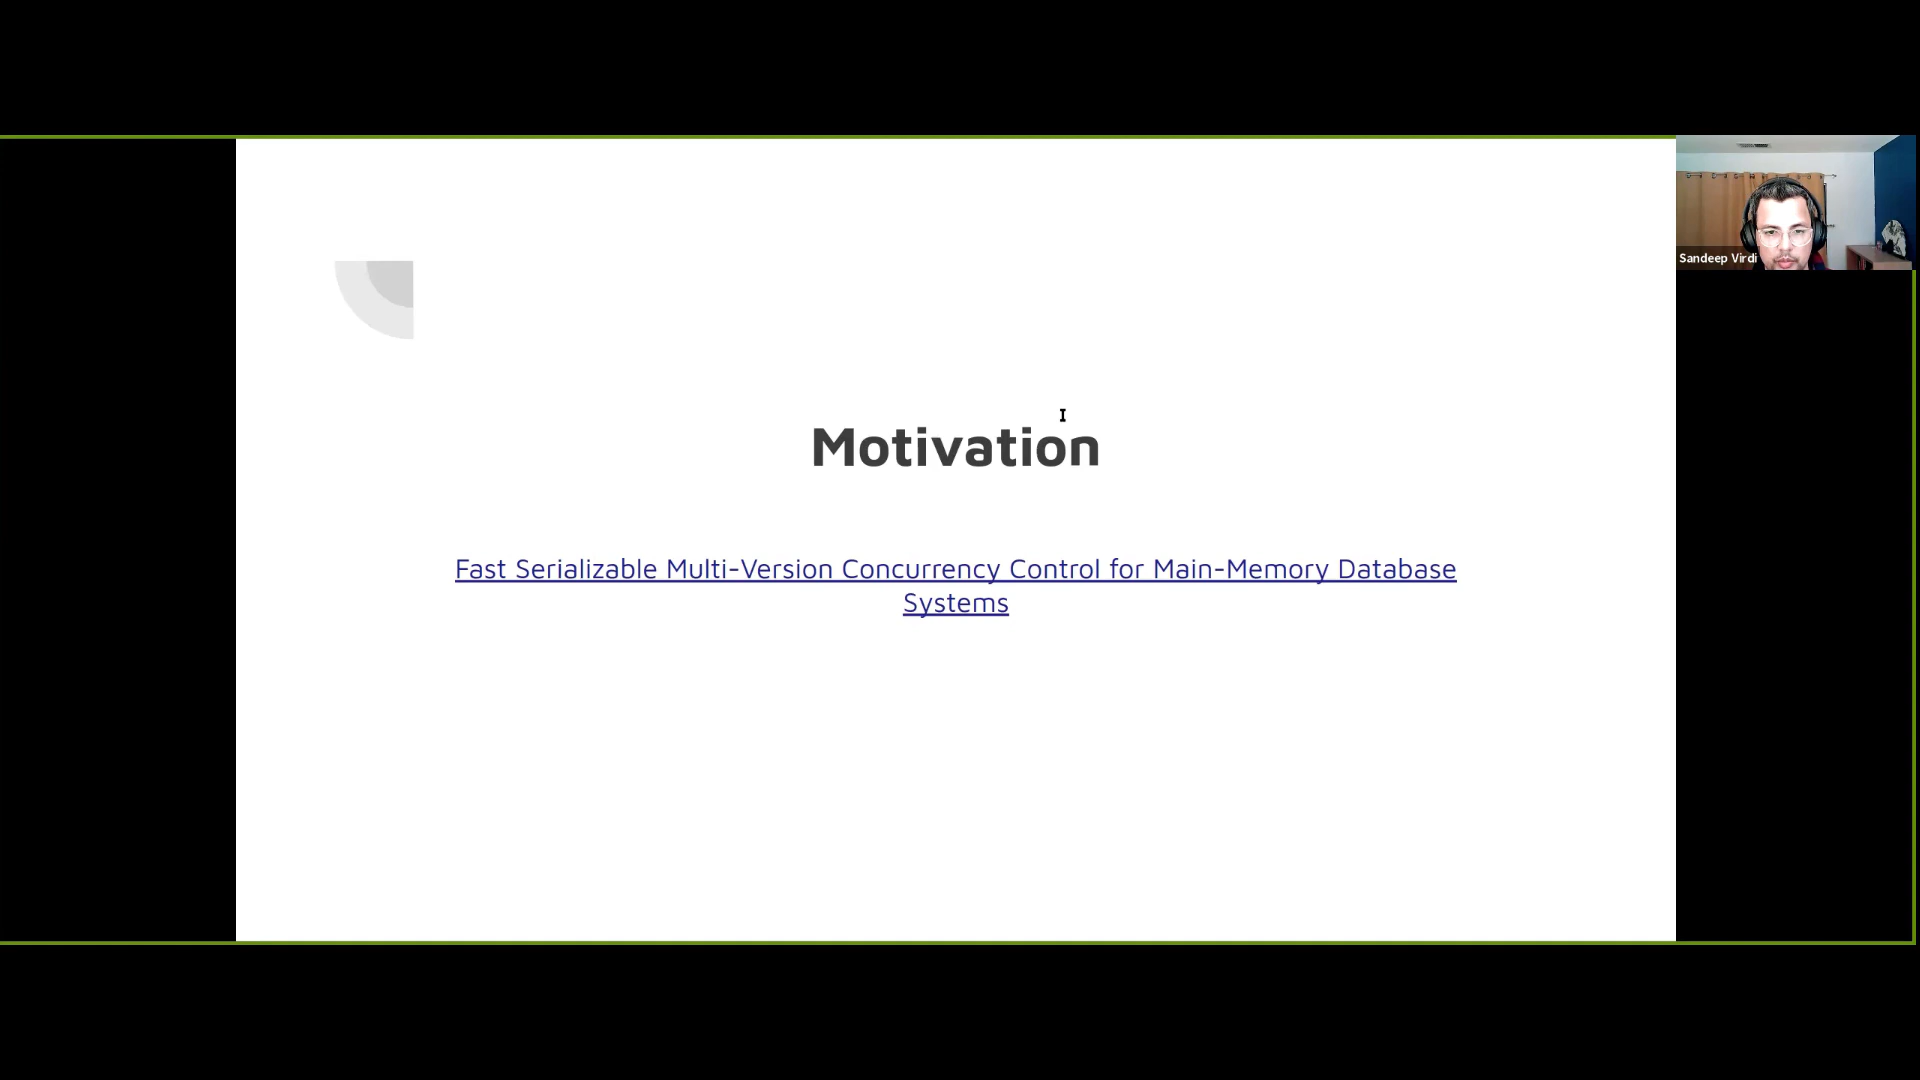 Motivation
Fast Serializable Multi-Version Concurrency Control for Main-Memory Database
Systems
Sandeep Virdi